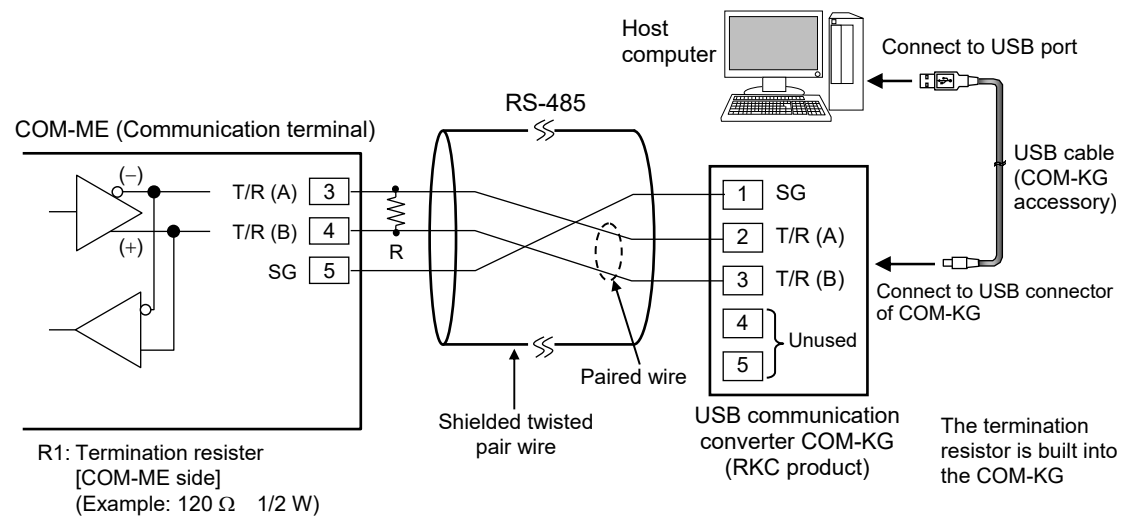 Host
computer
Connect to USB port
RS-485
COM-ME (Communication terminal)
USB cable
(COM-KG
accessory)
(−)
T/R (A) 3
1 SG
T/R (B) 4
(+)
R
2 T/R (A)
SG 5
3 T/R (B)
Connect to USB connector
of COM-KG
4
Unused
5
Paired wire
Shielded twisted
pair wire
USB communication
converter COM-KG
(RKC product)
The termination
resistor is built into
the COM-KG
R1: Termination resister
[COM-ME side]
(Example: 120 Ω 1/2 W)